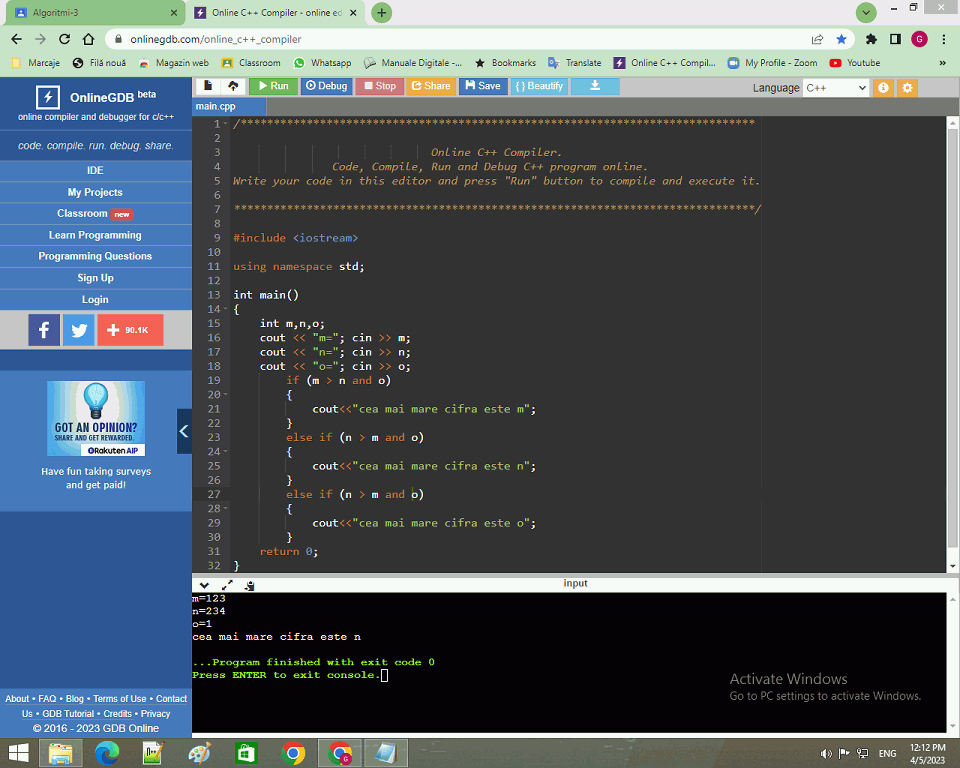 Algoritmi-3
Online C++ Compiler - online ed
onlinegdb.com/online_c++_compiler
G
Marcaje
Filă nouă
Magazin web
Classroom
Whatsapp
Manuale Digitale -...
Bookmarks
Translate
Online C++ Compil...
My Profile - Zoom
Youtube
»
OnlineGDB beta
online compiler and debugger for c/c++
code. compile. run. debug. share.
IDE
My Projects
Classroom new
Learn Programming
Programming Questions
Sign Up
Login
90.1K
GOT AN OPINION?
SHARE AND GET REWARDED.
Rakuten AIP
Have fun taking surveys
and get paid!
About • FAQ • Blog • Terms of Use • Contact
Us • GDB Tutorial • Credits • Privacy
© 2016 - 2023 GDB Online
Run
Debug
Stop
Share
Save
{ } Beautify
Language C++
main.cpp
1 /******************************************************************************
2
3 Online C++ Compiler.
4 Code, Compile, Run and Debug C++ program online.
5 Write your code in this editor and press "Run" button to compile and execute it.
6
7 *******************************************************************************/
8
9 #include <iostream>
10
11 using namespace std;
12
13 int main()
14 {
15 int m,n,o;
16 cout << "m="; cin >> m;
17 cout << "n="; cin >> n;
18 cout << "o="; cin >> o;
19 if (m > n and o)
20 {
21 cout<<"cea mai mare cifra este m";
22 }
23 else if (n > m and o)
24 {
25 cout<<"cea mai mare cifra este n";
26 }
27 else if (n > m and o)
28 {
29 cout<<"cea mai mare cifra este o";
30 }
31 return 0;
32 }
input
m=123
n=234
o=1
cea mai mare cifra este n
...Program finished with exit code 0
Press ENTER to exit console.
Activate Windows
Go to PC settings to activate Windows.
ENG
12:12 PM
4/5/2023